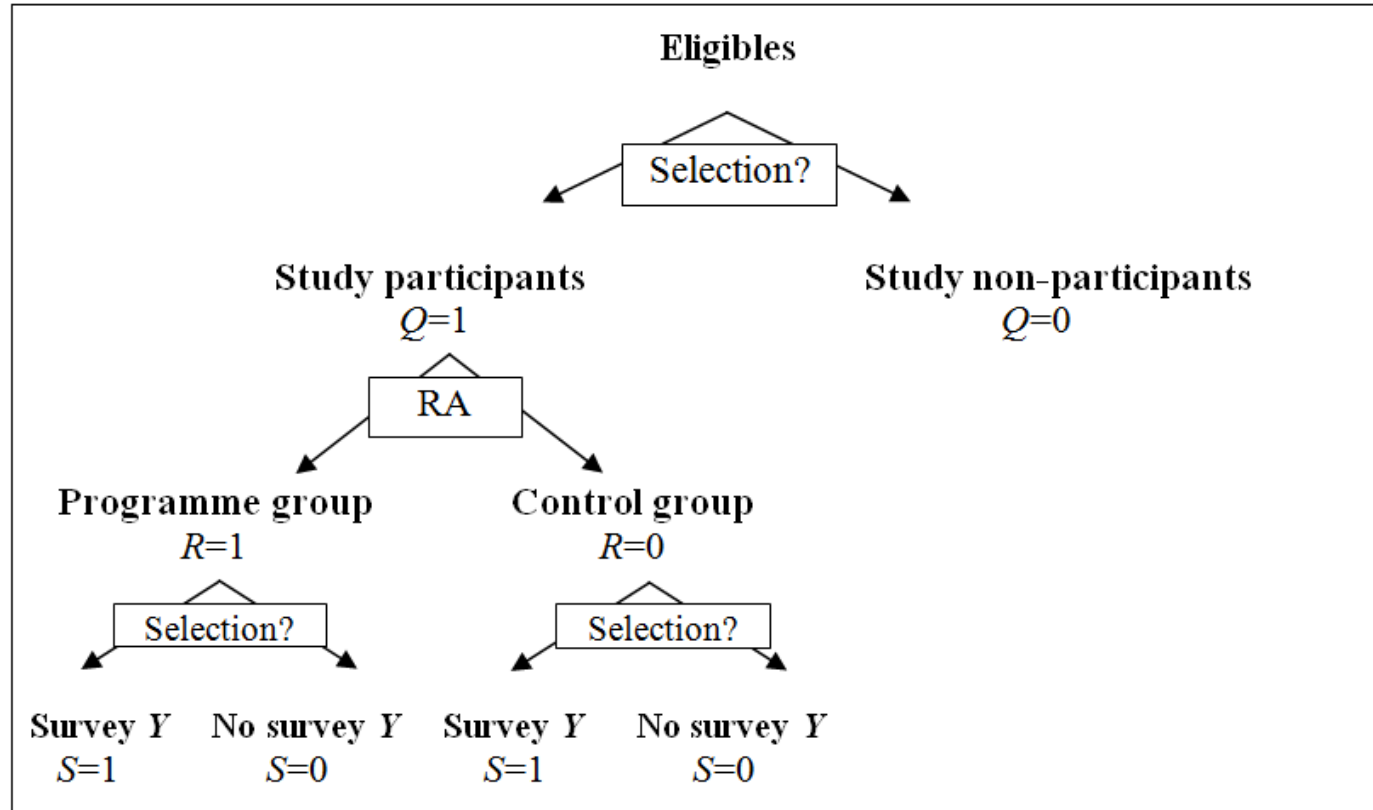 Eligibles
Selection?
Study participants
Study non-participants
Q=1
Q=0
RA
Programme group
Control group
R=1
R=0
Selection?
Selection?
Survey Y
No survey Y
Survey Y
No survey Y
S=1
S=0
S=1
S=0